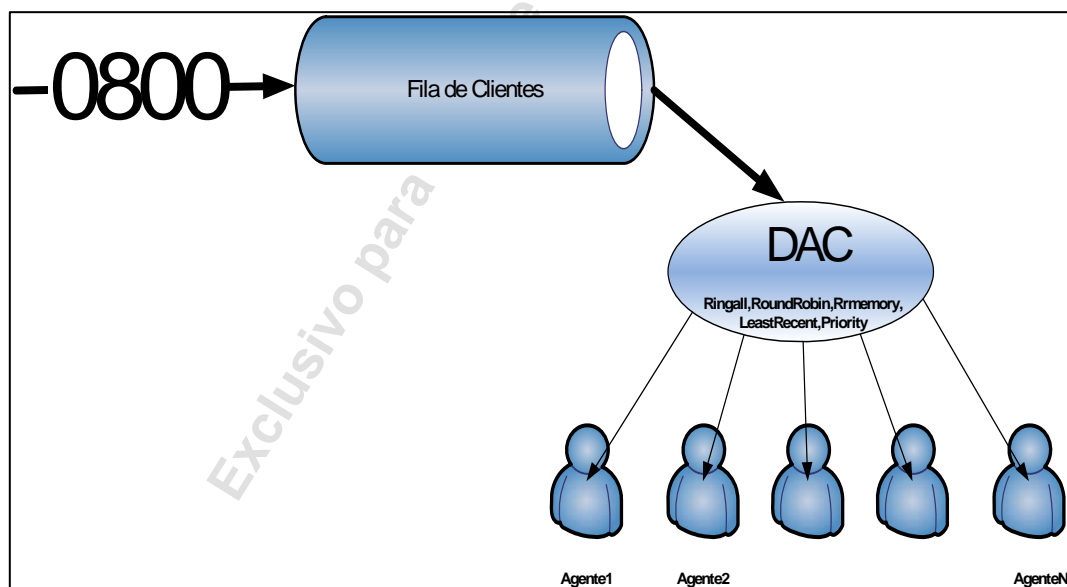 0800
Fila de Clientes
DAC
Ringall,RoundRobin,Rrmemory,
LeastRecent,Priority
Agente1
Agente2
AgenteN
Exclusivo para